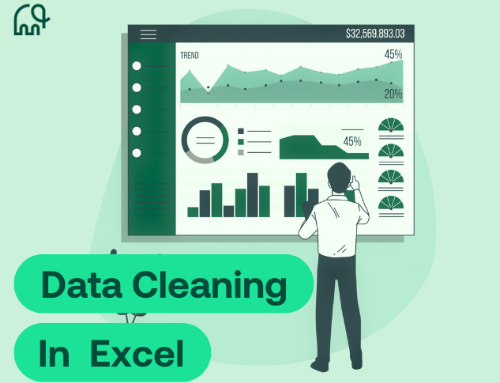 $32,569,893.03
TREND
45%
20%
45%
Data Cleaning
In Excel